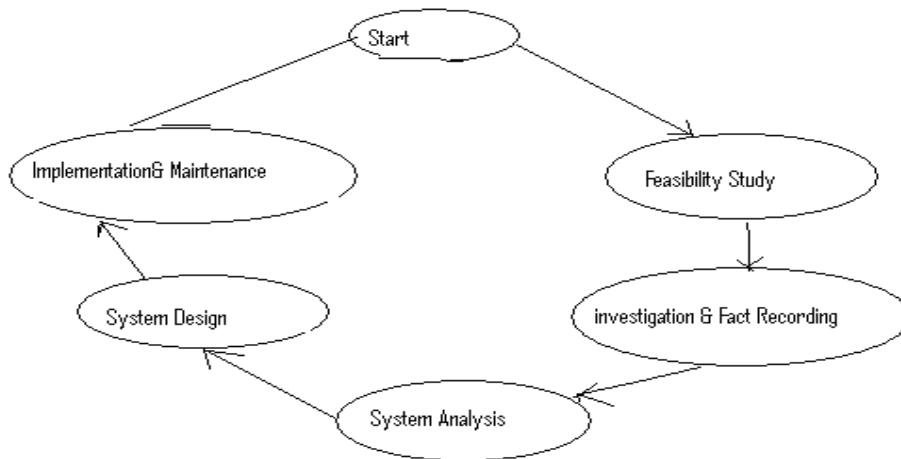 Start
Feasibility Study
investigation & Fact Recording
System Analysis
System Design
Implementation& Maintenance